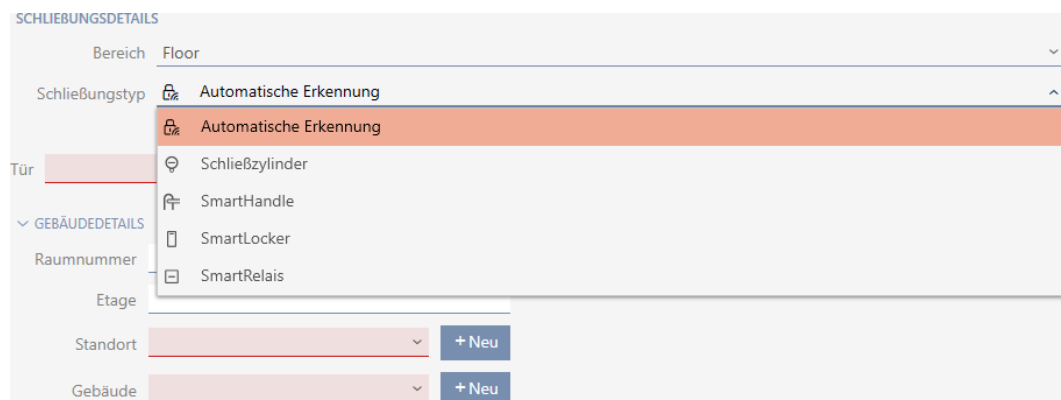 SCHLIEßUNGSDETAILS
Bereich Floor
Schließungstyp Automatische Erkennung
Automatische Erkennung
Schließzylinder
Tür
SmartHandle
GEBÄUDEDETAILS
SmartLocker
Raumnummer
SmartRelais
Etage
Standort +Neu
Gebäude +Neu